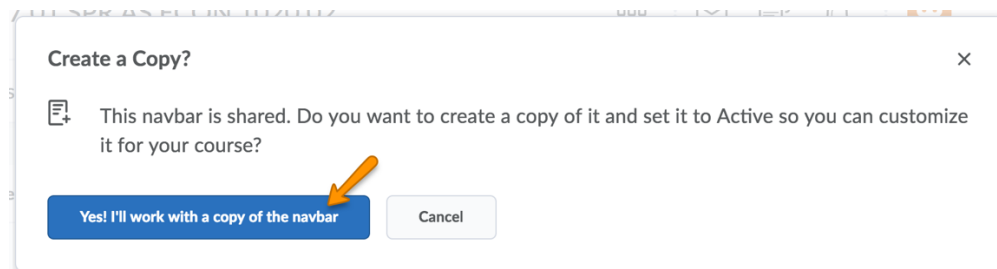 Create a Copy?
This navbar is shared. Do you want to create a copy of it and set it to Active so you can customize
it for your course?
Yes! I'll work with a copy of the navbar
Cancel